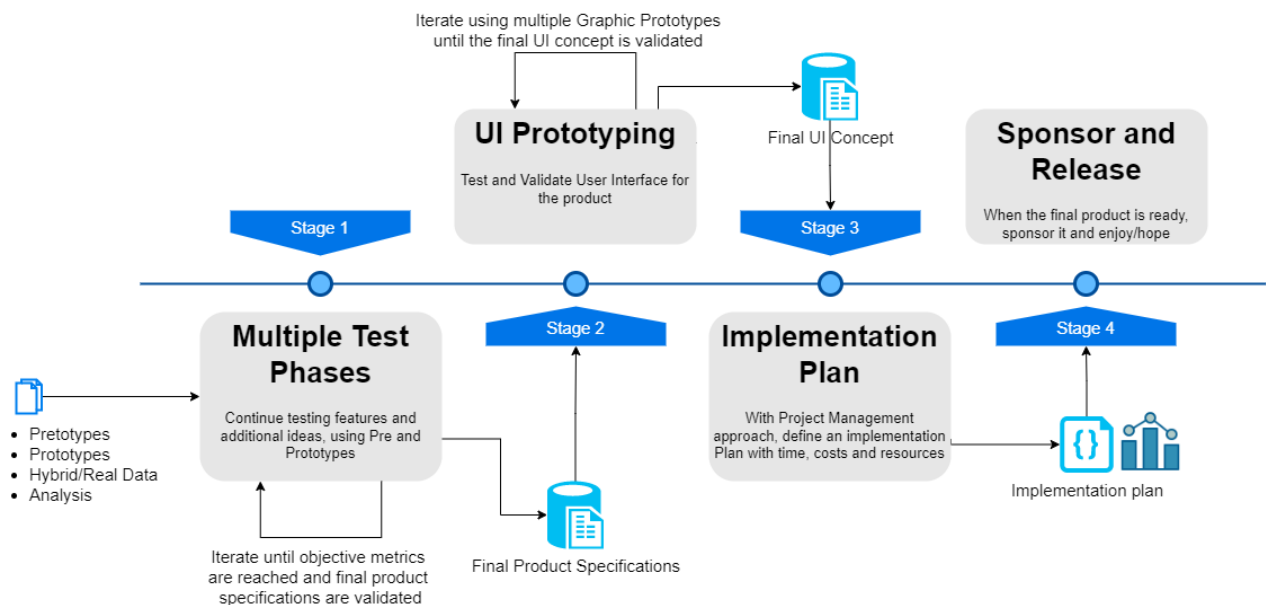 Iterate using multiple Graphic Prototypes
until the final UI concept is validated
UI Prototyping
Test and Validate User Interface for
the product
Final UI Concept
Sponsor and
Release
When the final product is ready,
sponsor it and enjoy/hope
Stage 1
Stage 3
Stage 2
Stage 4
Multiple Test
Phases
Continue testing features and
additional ideas, using Pre and
Prototypes
Implementation
Plan
With Project Management
approach, define an implementation
Plan with time, costs and resources
• Pretotypes
• Prototypes
• Hybrid/Real Data
• Analysis
{ }
Implementation plan
Final Product Specifications
Iterate until objective metrics
are reached and final product
specifications are validated